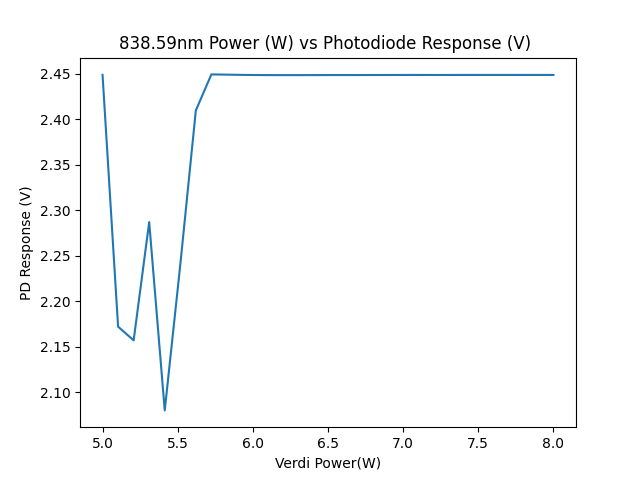 838.59nm Power (W) vs Photodiode Response (V)
2.45
2.40
2.35
2.30
2.25
2.20
2.15
2.10
PD Response (V)
5.0 5.5 6.0 6.5 7.0 7.5 8.0
Verdi Power(W)